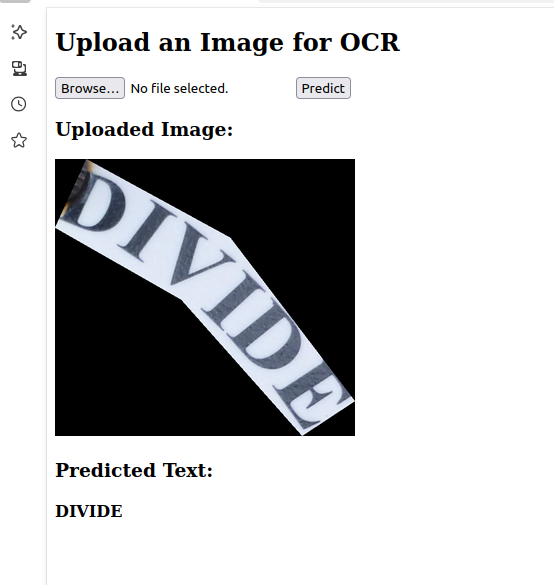 Upload an Image for OCR
Browse... No file selected. Predict
Uploaded Image:
DIVIDE
Predicted Text:
DIVIDE